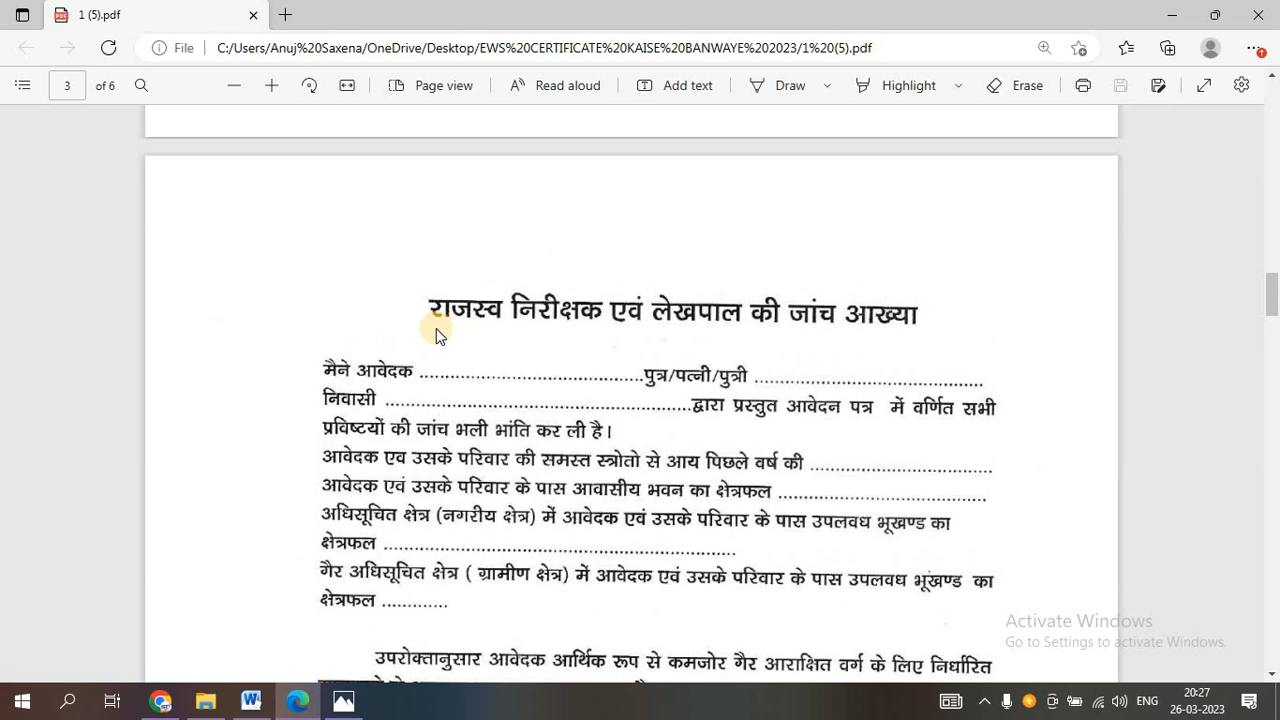 1 (5).pdf
File C:/Users/Anuj%20Saxena/OneDrive/Desktop/EWS%20CERTIFICATE%20KAISE%20BANWAYE%202023/1%20(5).pdf
3 of 6 Page view Read aloud Add text Draw Highlight Erase
राजस्व निरीक्षक एवं लेखपाल की जांच आख्या
मैने आवेदक ........................................पुत्र/पत्नी/पुत्री .........................................
निवासी .......................................................द्वारा प्रस्तुत आवेदन पत्र में वर्णित सभी
प्रविष्टयों की जांच भली भांति कर ली है।
आवेदक एव उसके परिवार की समस्त स्त्रोतो से आय पिछले वर्ष की .................................
आवेदक एवं उसके परिवार के पास आवासीय भवन का क्षेत्रफल .....................................
अधिसूचित क्षेत्र (नगरीय क्षेत्र) में आवेदक एवं उसके परिवार के पास उपलवध भूखण्ड का
क्षेत्रफल ...............................................................
गैर अधिसूचित क्षेत्र ( ग्रामीण क्षेत्र) में आवेदक एवं उसके परिवार के पास उपलवध भूंखण्ड का
क्षेत्रफल .............
उपरोक्तानुसार आवेदक आर्थिक रूप से कमजोर गैर आराक्षित वर्ग के लिए निर्धारित
Activate Windows
Go to Settings to activate Windows.
ENG
20:27
26-03-2023